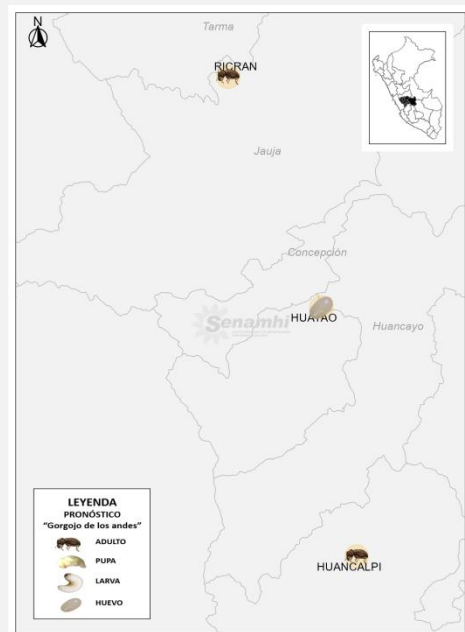 N
Tarma
RICRAN
Jauja
Concepción
Senamhi
HUAYAO
Huancayo
HUANCALPI
LEYENDA
PRONÓSTICO
"Gorgojo de los andes"
ADULTO
PUPA
LARVA
HUEVO